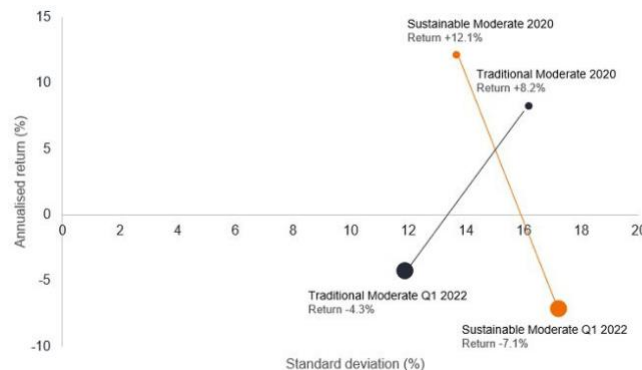 15
Sustainable Moderate 2020
Return +12.1%
Traditional Moderate 2020
Return +8.2%
10
5
0
-5
-10
Annualised return (%)
0 2 4 6 8 10 12 14 16 18 20
Traditional Moderate Q1 2022
Return -4.3%
Sustainable Moderate Q1 2022
Return -7.1%
Standard deviation (%)